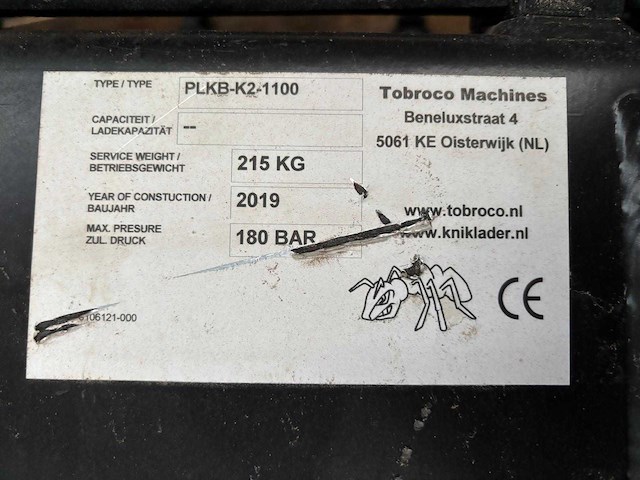 TYPE / TYPE PLKB-K2-1100
CAPACITEIT / LADEKAPAZITÄT --
SERVICE WEIGHT / BETRIEBSGEWICHT 215 KG
YEAR OF CONSTUCTION / BAUJAHR 2019
MAX. PRESURE ZUL. DRUCK 180 BAR
6106121-000
Tobroco Machines
Beneluxstraat 4
5061 KE Oisterwijk (NL)
www.tobroco.nl
www.kniklader.nl
CE